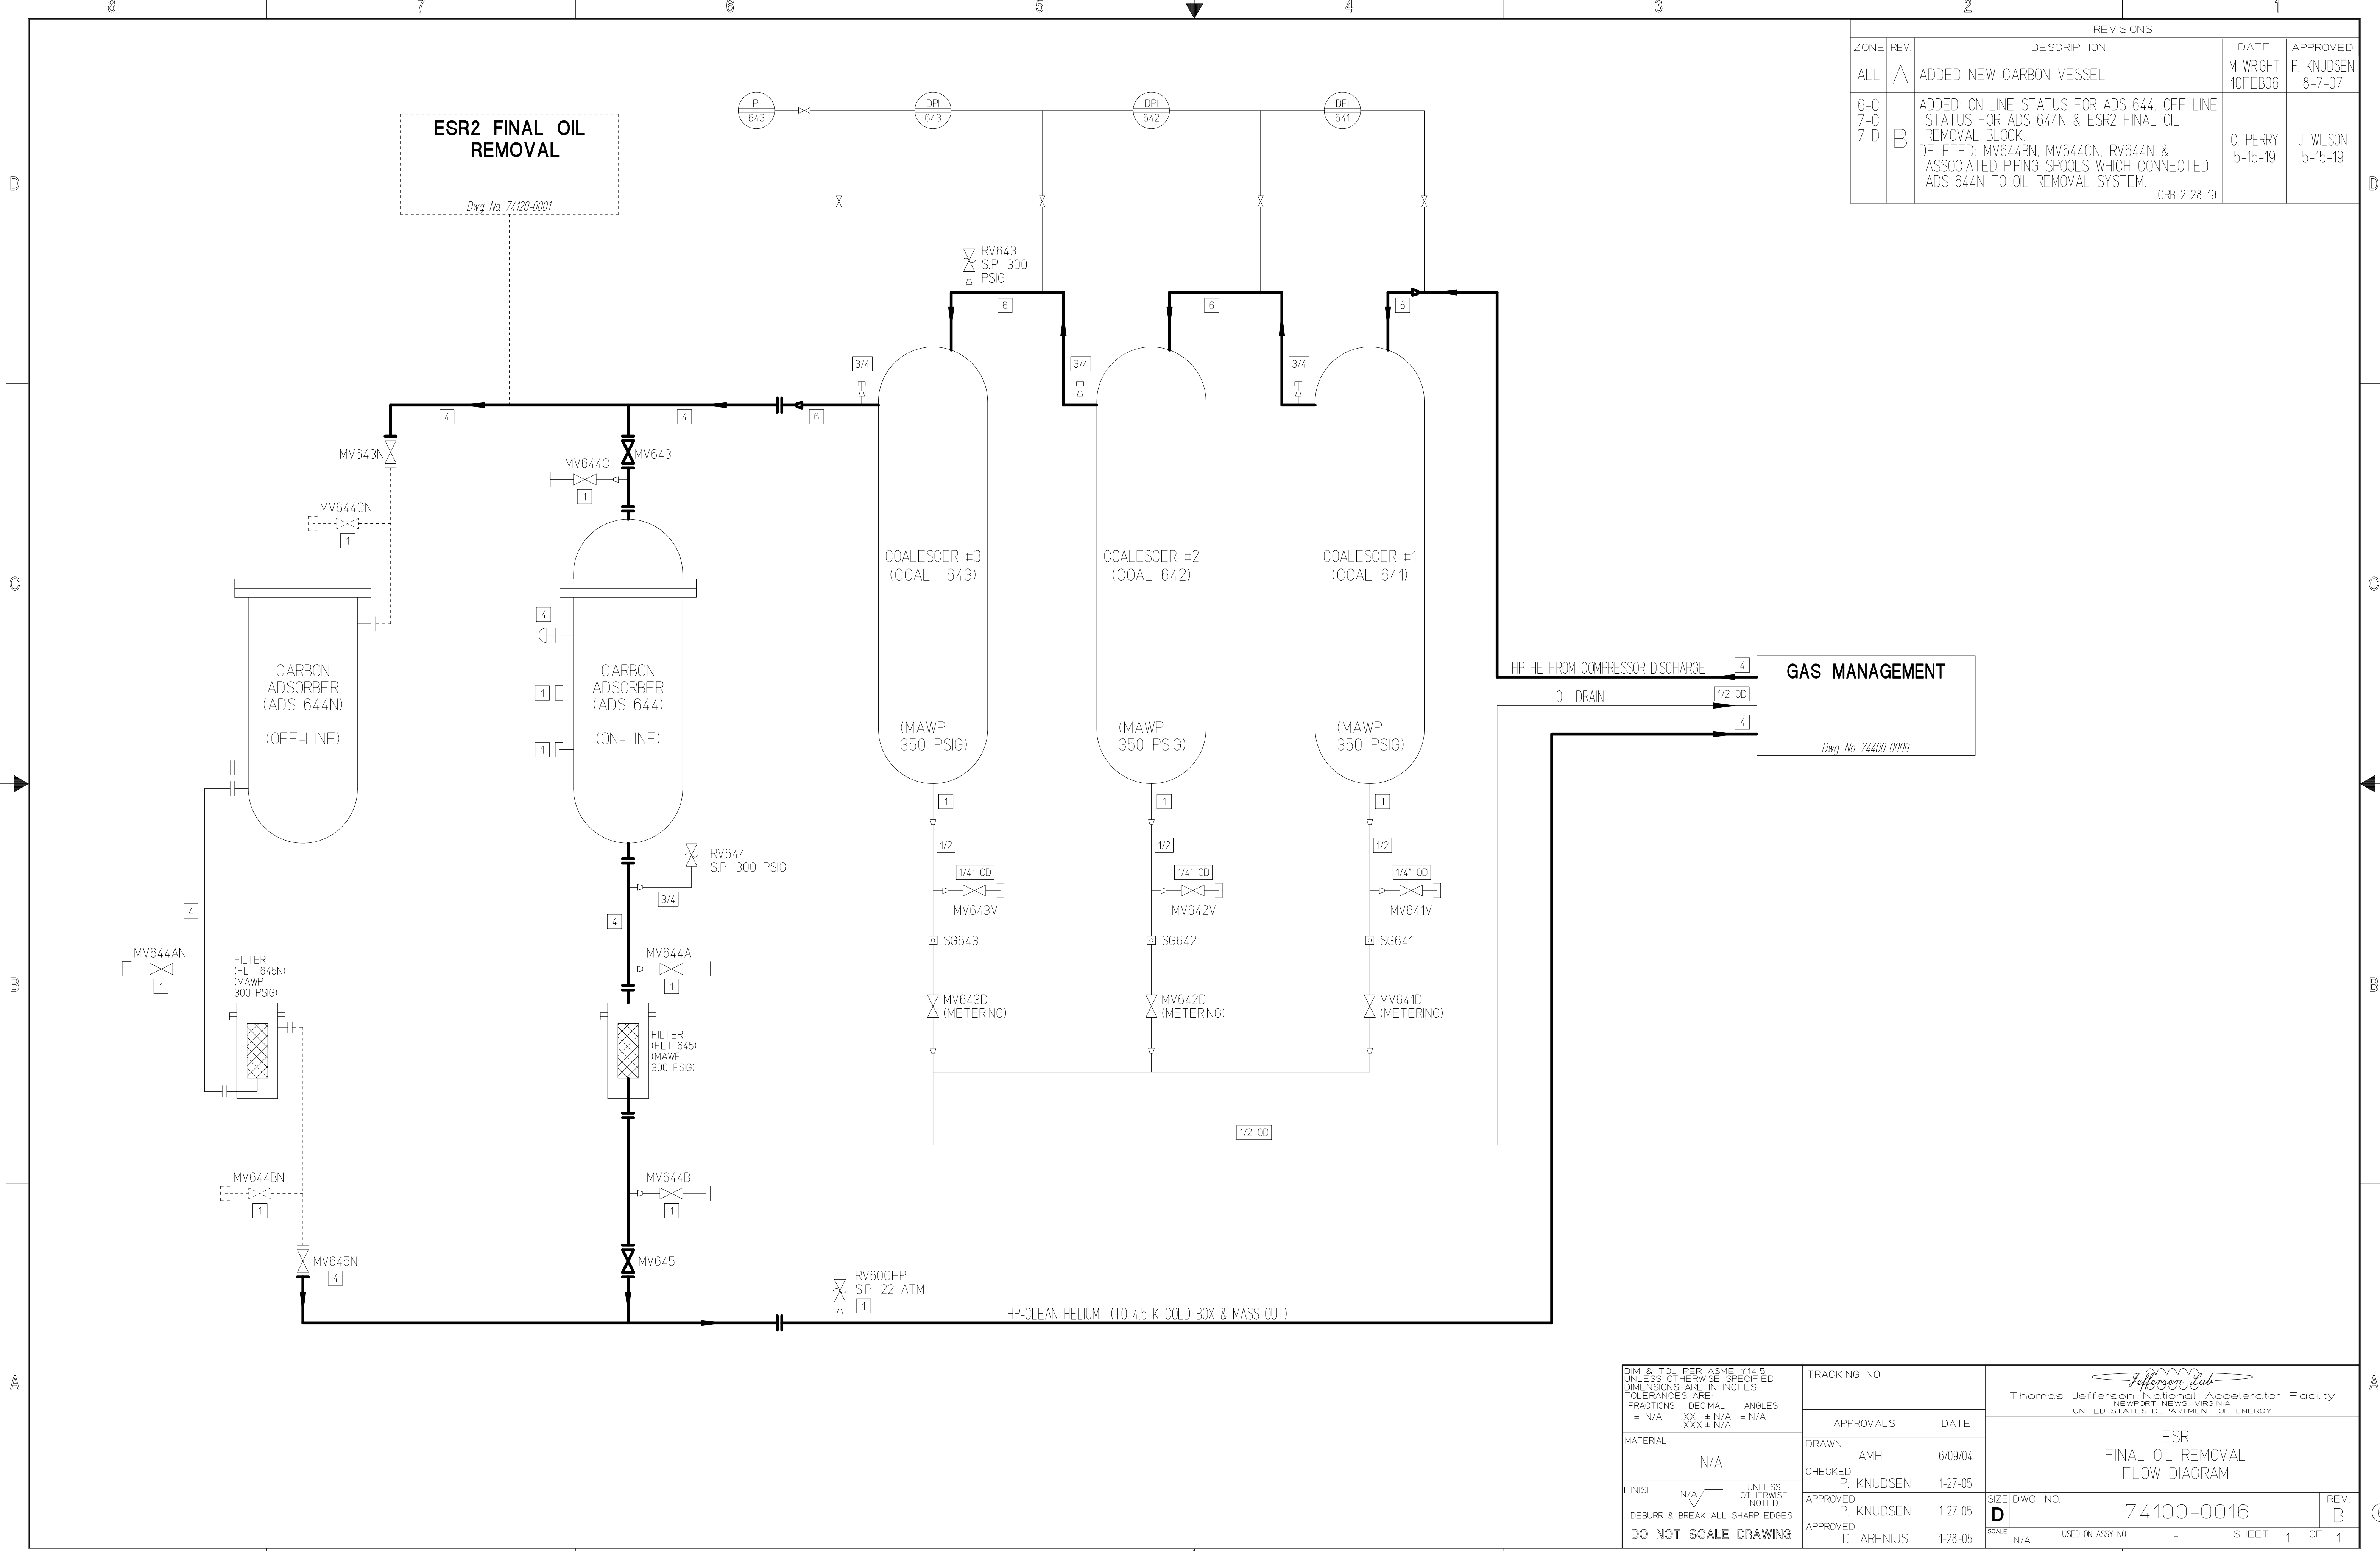 8 7 6 5 4 3 2 1
REVISIONS
ZONE REV. DESCRIPTION DATE APPROVED
ALL A ADDED NEW CARBON VESSEL M WRIGHT 10FEB06 P. KNUDSEN 8-7-07
6-C
7-C
7-D
B
ADDED: ON-LINE STATUS FOR ADS 644, OFF-LINE
STATUS FOR ADS 644N & ESR2 FINAL OIL
REMOVAL BLOCK.
DELETED: MV644BN, MV644CN, RV644N &
ASSOCIATED PIPING SPOOLS WHICH CONNECTED
ADS 644N TO OIL REMOVAL SYSTEM.
CRB 2-28-19
C. PERRY
5-15-19
J. WILSON
5-15-19
D
D
ESR2 FINAL OIL
REMOVAL
Dwg No. 74120-0001
PI
643
DPI
643
DPI
642
DPI
641
RV643
S.P. 300
PSIG
6
6
6
3/4
3/4
3/4
4
4
6
MV643N
MV643
MV644C
1
MV644CN
1
C
C
COALESCER #3
(COAL 643)
COALESCER #2
(COAL 642)
COALESCER #1
(COAL 641)
4
1
1
CARBON
ADSORBER
(ADS 644N)
(OFF-LINE)
CARBON
ADSORBER
(ADS 644)
(ON-LINE)
(MAWP
350 PSIG)
(MAWP
350 PSIG)
(MAWP
350 PSIG)
HP HE FROM COMPRESSOR DISCHARGE
4
OIL DRAIN
1/2 OD
4
GAS MANAGEMENT
Dwg No. 74400-0009
1
1
1
1/2
1/2
1/2
RV644
S.P. 300 PSIG
3/4
1/4" OD
1/4" OD
1/4" OD
MV643V
MV642V
MV641V
4
4
SG643
SG642
SG641
MV644AN
1
FILTER
(FLT 645N)
(MAWP
300 PSIG)
MV644A
1
B
B
MV643D
(METERING)
MV642D
(METERING)
MV641D
(METERING)
FILTER
(FLT 645)
(MAWP
300 PSIG)
1/2 OD
MV644BN
1
MV644B
1
MV645N
4
MV645
RV60CHP
S.P. 22 ATM
1
HP-CLEAN HELIUM (TO 4.5 K COLD BOX & MASS OUT)
A
A
DIM & TOL PER ASME Y14.5
UNLESS OTHERWISE SPECIFIED
DIMENSIONS ARE IN INCHES
TOLERANCES ARE:
FRACTIONS DECIMAL ANGLES
± N/A .XX ± N/A ± N/A
.XXX ± N/A
MATERIAL
N/A
FINISH N/A UNLESS
OTHERWISE
NOTED
DEBURR & BREAK ALL SHARP EDGES
DO NOT SCALE DRAWING
TRACKING NO.
APPROVALS DATE
DRAWN
AMH 6/09/04
CHECKED
P. KNUDSEN 1-27-05
APPROVED
P. KNUDSEN 1-27-05
APPROVED
D. ARENIUS 1-28-05
Jefferson Lab
Thomas Jefferson National Accelerator Facility
NEWPORT NEWS, VIRGINIA
UNITED STATES DEPARTMENT OF ENERGY
ESR
FINAL OIL REMOVAL
FLOW DIAGRAM
SIZE DWG. NO. REV.
D 74100-0016 B
SCALE N/A USED ON ASSY NO - SHEET 1 OF 1